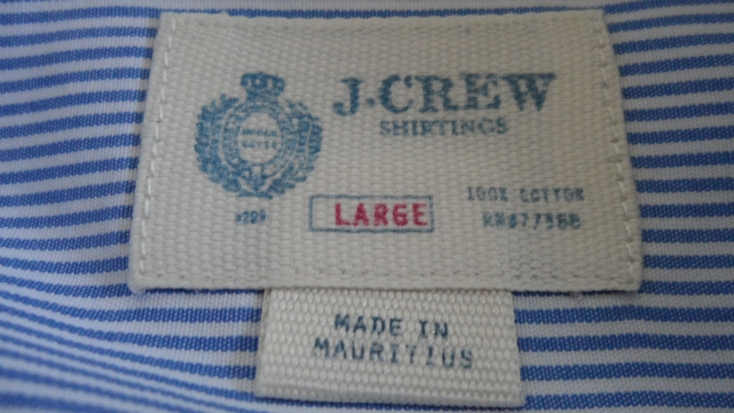 J.CREW
SHIRTINGS
100% COTTON
LARGE
RN#77388
MADE IN
MAURITIUS